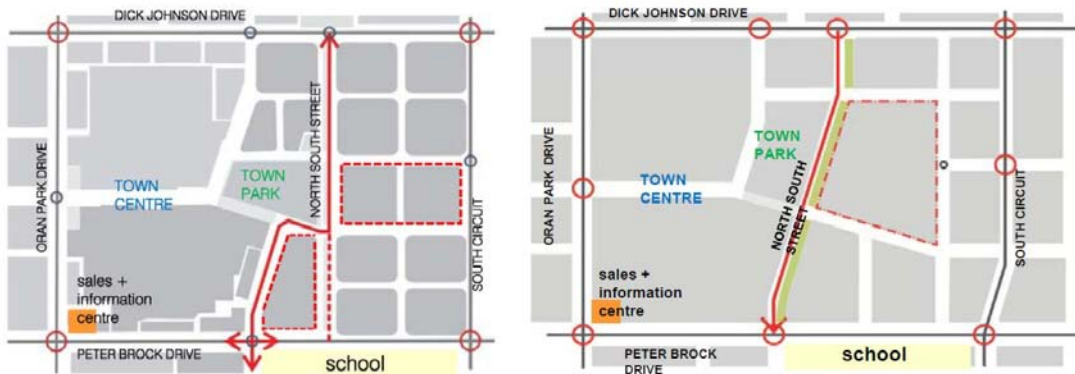 DICK JOHNSON DRIVE
ORAN PARK DRIVE
TOWN
CENTRE
TOWN
PARK
NORTH SOUTH STREET
SOUTH CIRCUIT
sales +
information
centre
PETER BROCK DRIVE
school
DICK JOHNSON DRIVE
ORAN PARK DRIVE
TOWN
CENTRE
TOWN
PARK
NORTH SOUTH
STREET
SOUTH CIRCUIT
sales +
information
centre
PETER BROCK
DRIVE
school